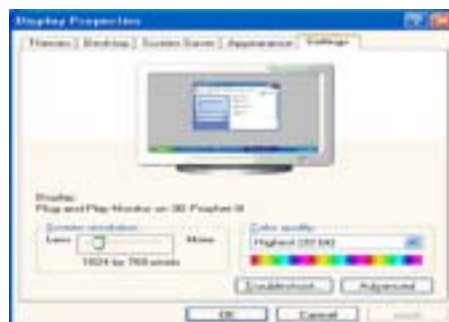 Display Properties
Themes Desktop Screen Saver Appearance Settings
Display:
Plug and Play Monitor on 3D Prophet III
Screen resolution Color quality
Less More Highest (32 bit)
1024 by 768 pixels
Troubleshoot... Advanced
OK Cancel Apply